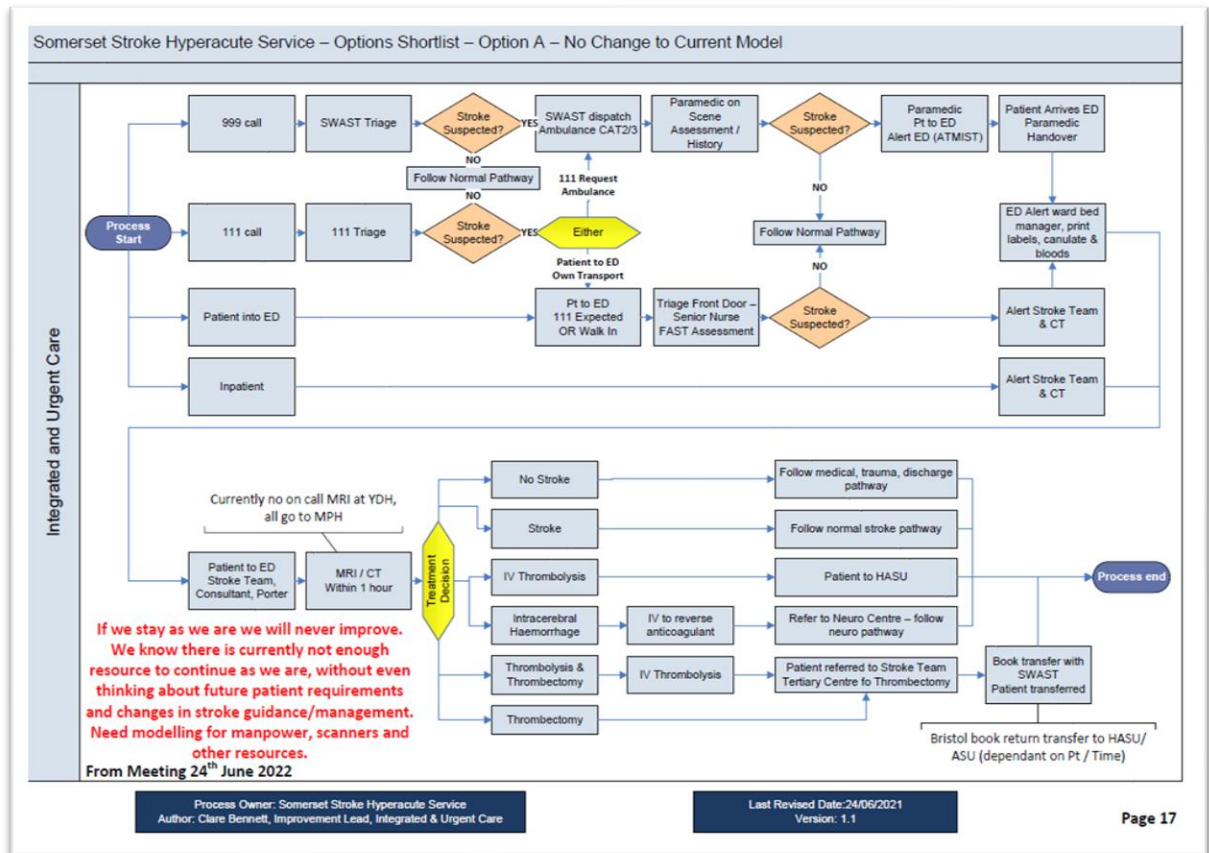 Somerset Stroke Hyperacute Service – Options Shortlist – Option A – No Change to Current Model
Integrated and Urgent Care
Process
Start
999 call
SWAST Triage
Stroke
Suspected?
YES
SWAST dispatch
Ambulance CAT2/3
Paramedic on
Scene
Assessment /
History
Stroke
Suspected?
Paramedic
Pt to ED
Alert ED (ATMIST)
Patient Arrives ED
Paramedic
Handover
NO
Follow Normal Pathway
NO
111 Request
Ambulance
NO
111 call
111 Triage
Stroke
Suspected?
YES
Either
Follow Normal Pathway
ED Alert ward bed
manager, print
labels, canulate &
bloods
Patient to ED
Own Transport
NO
Patient into ED
Pt to ED
111 Expected
OR Walk In
Triage Front Door –
Senior Nurse
FAST Assessment
Stroke
Suspected?
Alert Stroke Team
& CT
Inpatient
Alert Stroke Team
& CT
Currently no on call MRI at YDH,
all go to MPH
Patient to ED
Stroke Team,
Consultant, Porter
MRI / CT
Within 1 hour
Treatment
Decision
No Stroke
Follow medical, trauma, discharge
pathway
Stroke
Follow normal stroke pathway
IV Thrombolysis
Patient to HASU
Process end
Intracerebral
Haemorrhage
IV to reverse
anticoagulant
Refer to Neuro Centre – follow
neuro pathway
Thrombolysis &
Thrombectomy
IV Thrombolysis
Patient referred to Stroke Team
Tertiary Centre fo Thrombectomy
Book transfer with
SWAST
Patient transferred
Thrombectomy
Bristol book return transfer to HASU/
ASU (dependant on Pt / Time)
If we stay as we are we will never improve.
We know there is currently not enough
resource to continue as we are, without even
thinking about future patient requirements
and changes in stroke guidance/management.
Need modelling for manpower, scanners and
other resources.
From Meeting 24th June 2022
Process Owner: Somerset Stroke Hyperacute Service
Author: Clare Bennett, Improvement Lead, Integrated & Urgent Care
Last Revised Date:24/06/2021
Version: 1.1
Page 17